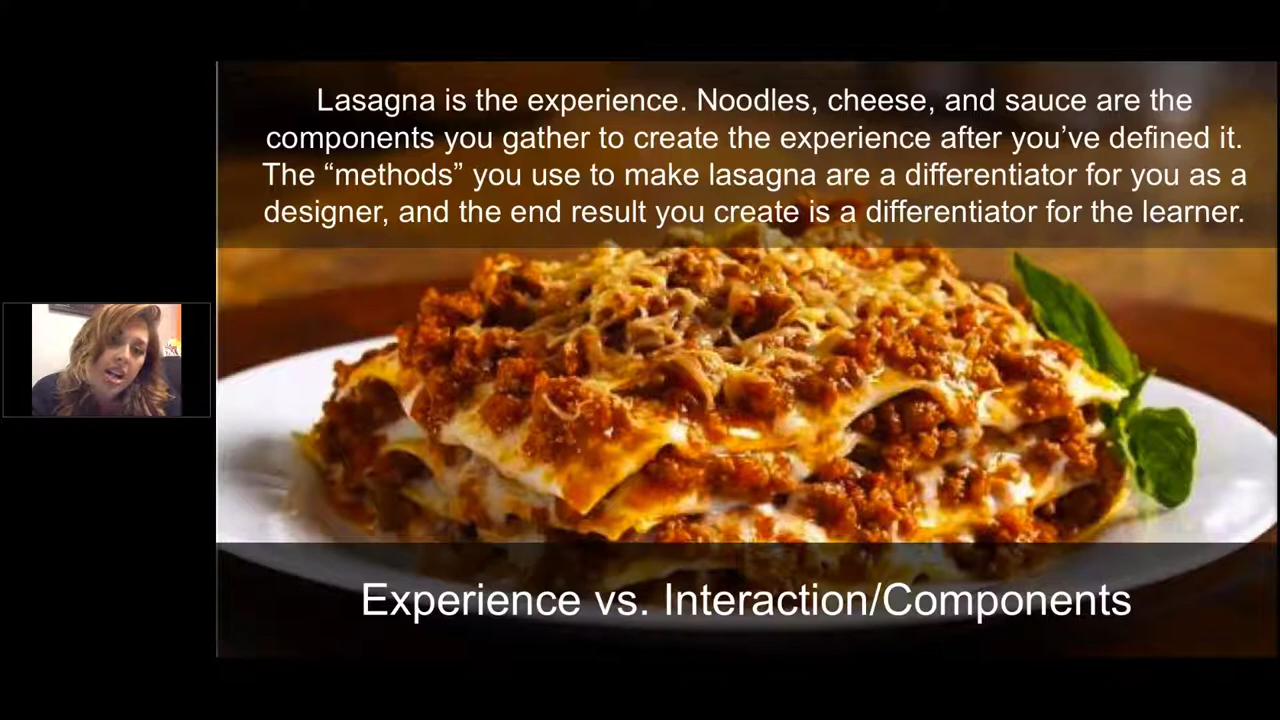 Lasagna is the experience. Noodles, cheese, and sauce are the
components you gather to create the experience after you’ve defined it.
The “methods” you use to make lasagna are a differentiator for you as a
designer, and the end result you create is a differentiator for the learner.
Experience vs. Interaction/Components